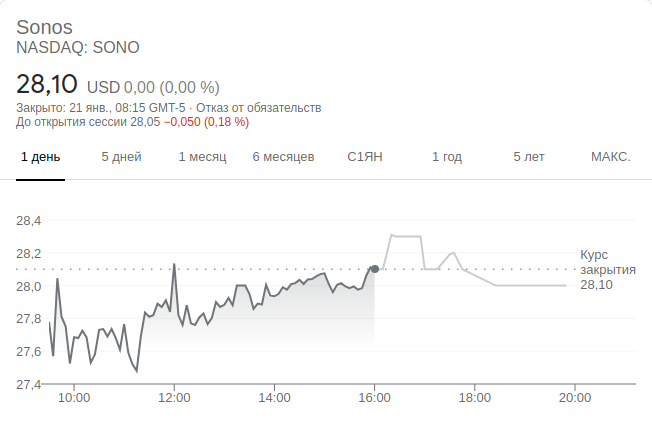 Sonos
NASDAQ: SONO
28,10 USD 0,00 (0,00 %)
Закрыто: 21 янв., 08:15 GMT-5 · Отказ от обязательств
До открытия сессии 28,05 −0,050 (0,18 %)
1 день 5 дней 1 месяц 6 месяцев С1ЯН 1 год 5 лет МАКС.
28,4
28,2
28,0
27,8
27,6
27,4
Курс
закрытия
28,10
10:00 12:00 14:00 16:00 18:00 20:00